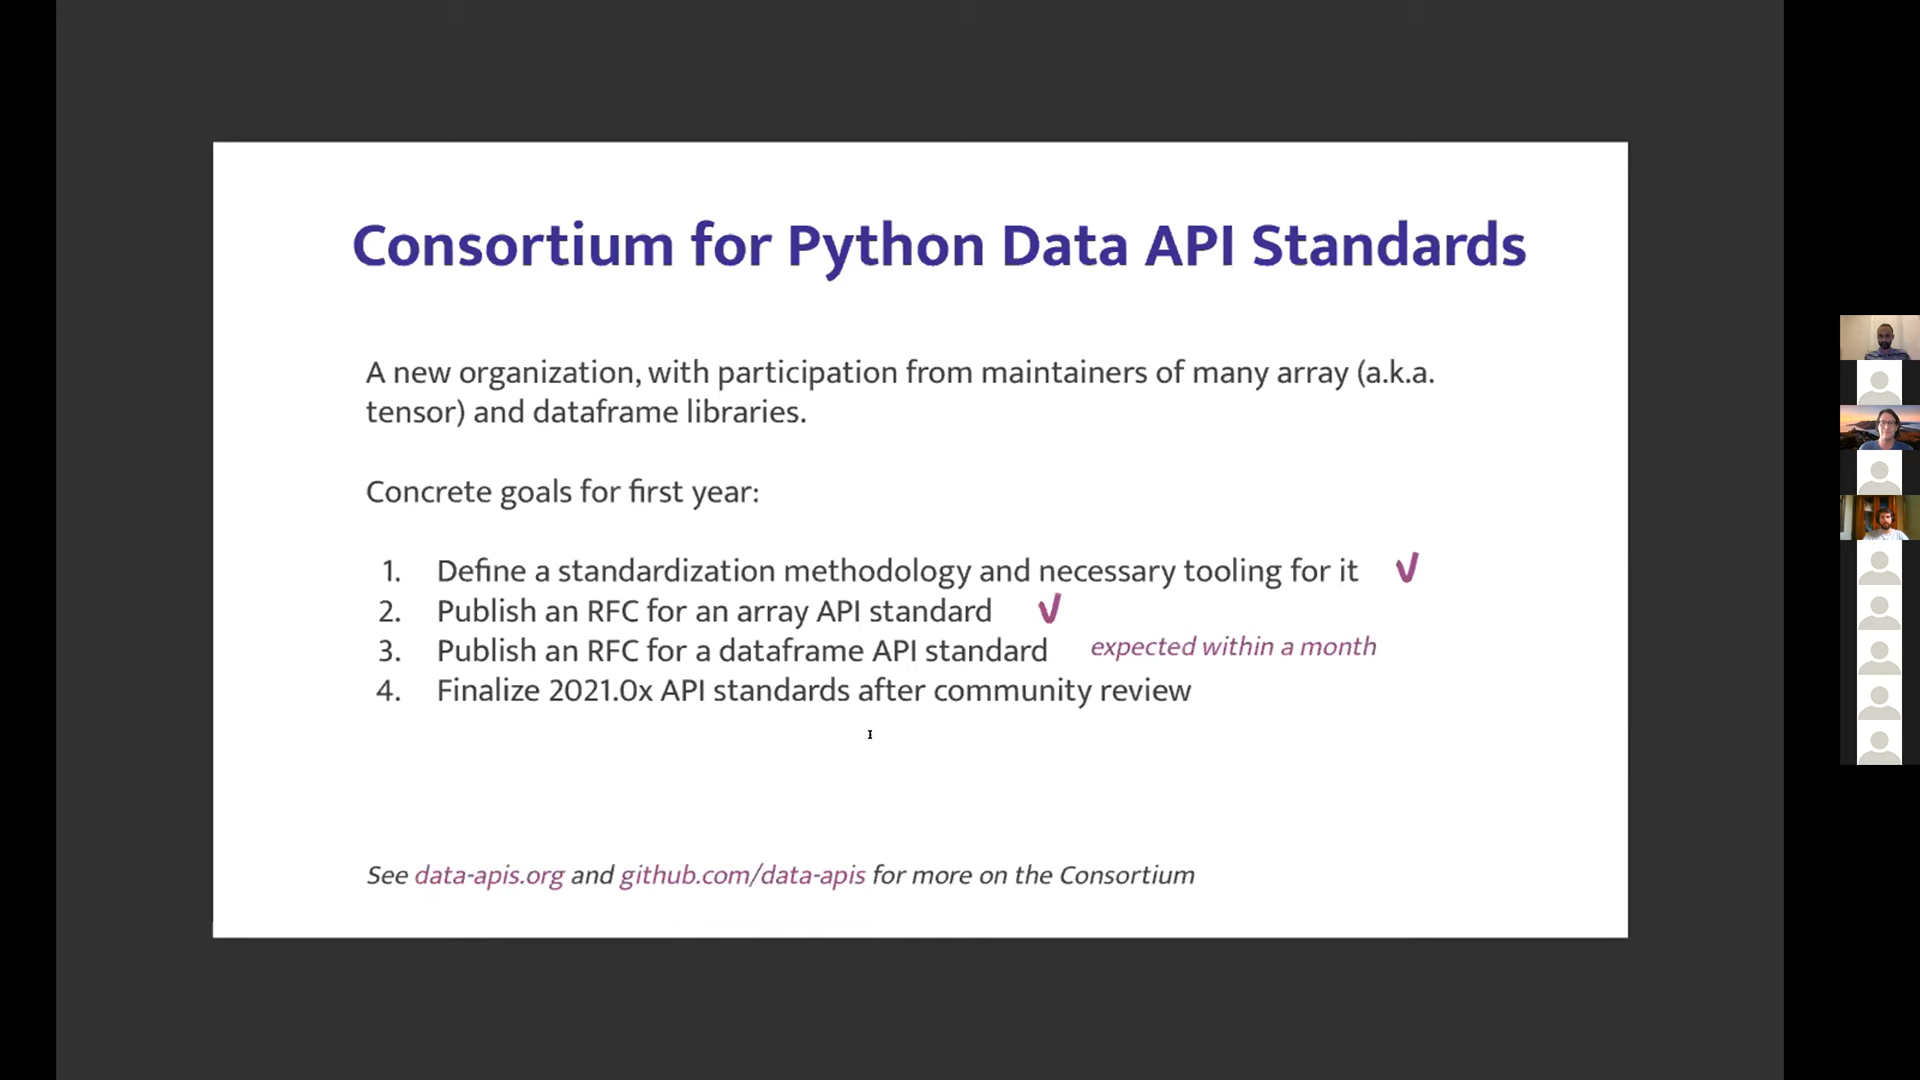 Consortium for Python Data API Standards
A new organization, with participation from maintainers of many array (a.k.a.
tensor) and dataframe libraries.
Concrete goals for first year:
1. Define a standardization methodology and necessary tooling for it
2. Publish an RFC for an array API standard
3. Publish an RFC for a dataframe API standard expected within a month
4. Finalize 2021.0x API standards after community review
See data-apis.org and github.com/data-apis for more on the Consortium